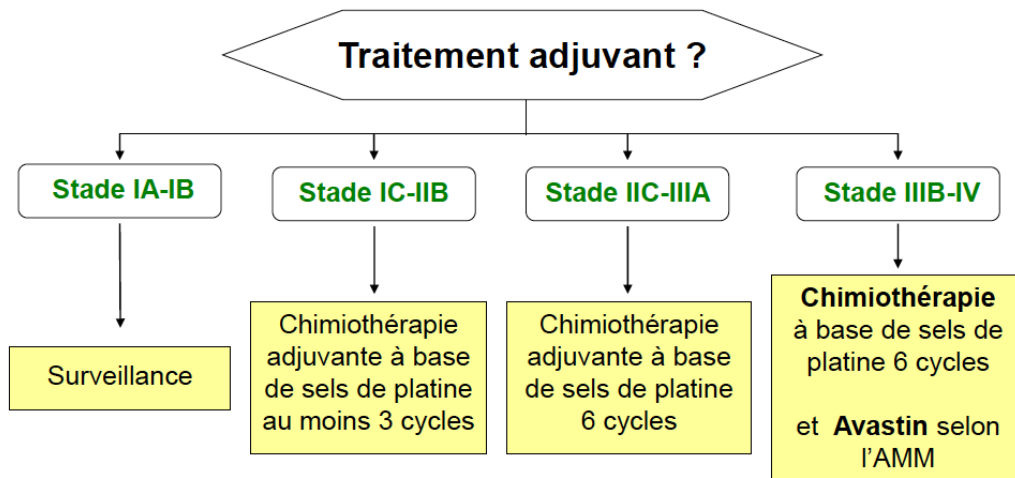 Traitement adjuvant ?
Stade IA-IB
Stade IC-IIB
Stade IIC-IIIA
Stade IIIB-IV
Surveillance
Chimiothérapie
adjuvante à base
de sels de platine
au moins 3 cycles
Chimiothérapie
adjuvante à base
de sels de platine
6 cycles
Chimiothérapie
à base de sels de
platine 6 cycles
et Avastin selon
l'AMM